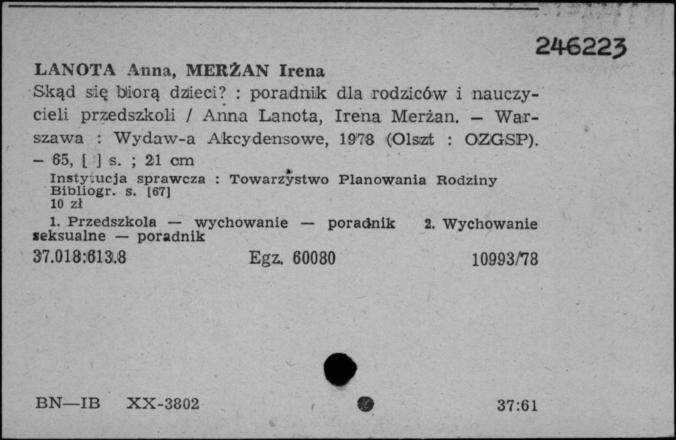 246223
LANOTA Anna, MERŻAN Irena
Skąd się biorą dzieci? : poradnik dla rodziców i nauczy-
cieli przedszkoli / Anna Lanota, Irena Merżan. — War-
szawa : Wydaw-a Akcydensowe, 1978 (Olszt : OZGSP).
— 65, [ ] s. ; 21 cm
Instytucja sprawcza : Towarzystwo Planowania Rodziny
Bibliogr. s. [67]
10 zł
1. Przedszkola — wychowanie — poradnik 2. Wychowanie
seksualne — poradnik
37.018:613.8 Egz. 60080 10993/78
BN—IB XX-3802 37:61